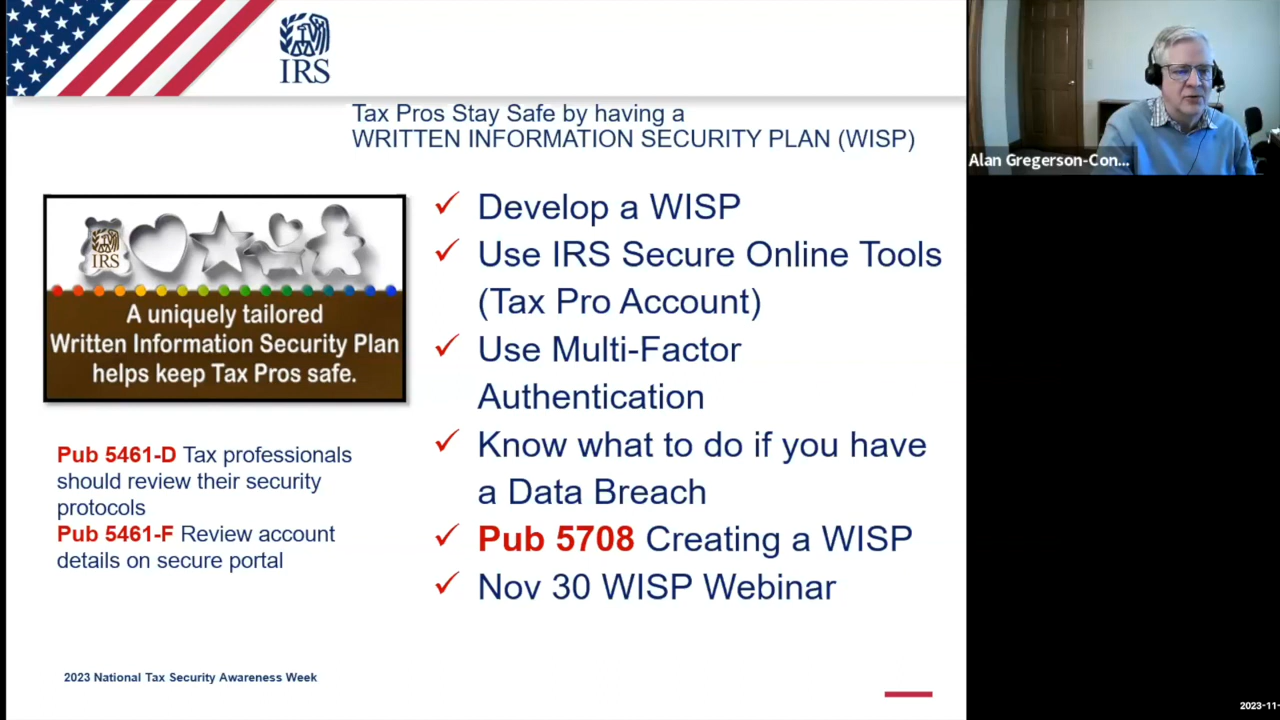 IRS
Tax Pros Stay Safe by having a
WRITTEN INFORMATION SECURITY PLAN (WISP)
Alan Gregerson-Con...
IRS
A uniquely tailored
Written Information Security Plan
helps keep Tax Pros safe.
Pub 5461-D Tax professionals
should review their security
protocols
Pub 5461-F Review account
details on secure portal
✓ Develop a WISP
✓ Use IRS Secure Online Tools
(Tax Pro Account)
✓ Use Multi-Factor
Authentication
✓ Know what to do if you have
a Data Breach
✓ Pub 5708 Creating a WISP
✓ Nov 30 WISP Webinar
2023 National Tax Security Awareness Week
2023-11-